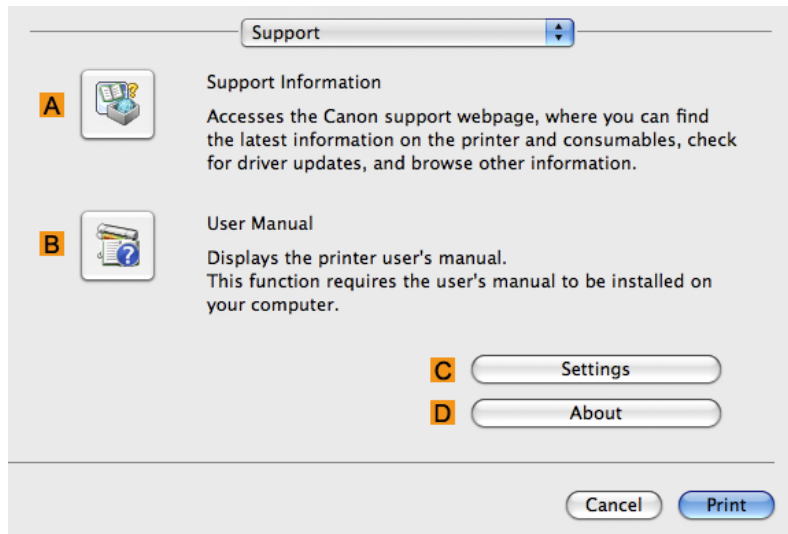 Support
A
Support Information
Accesses the Canon support webpage, where you can find
the latest information on the printer and consumables, check
for driver updates, and browse other information.
B
User Manual
Displays the printer user's manual.
This function requires the user's manual to be installed on
your computer.
C Settings
D About
Cancel Print